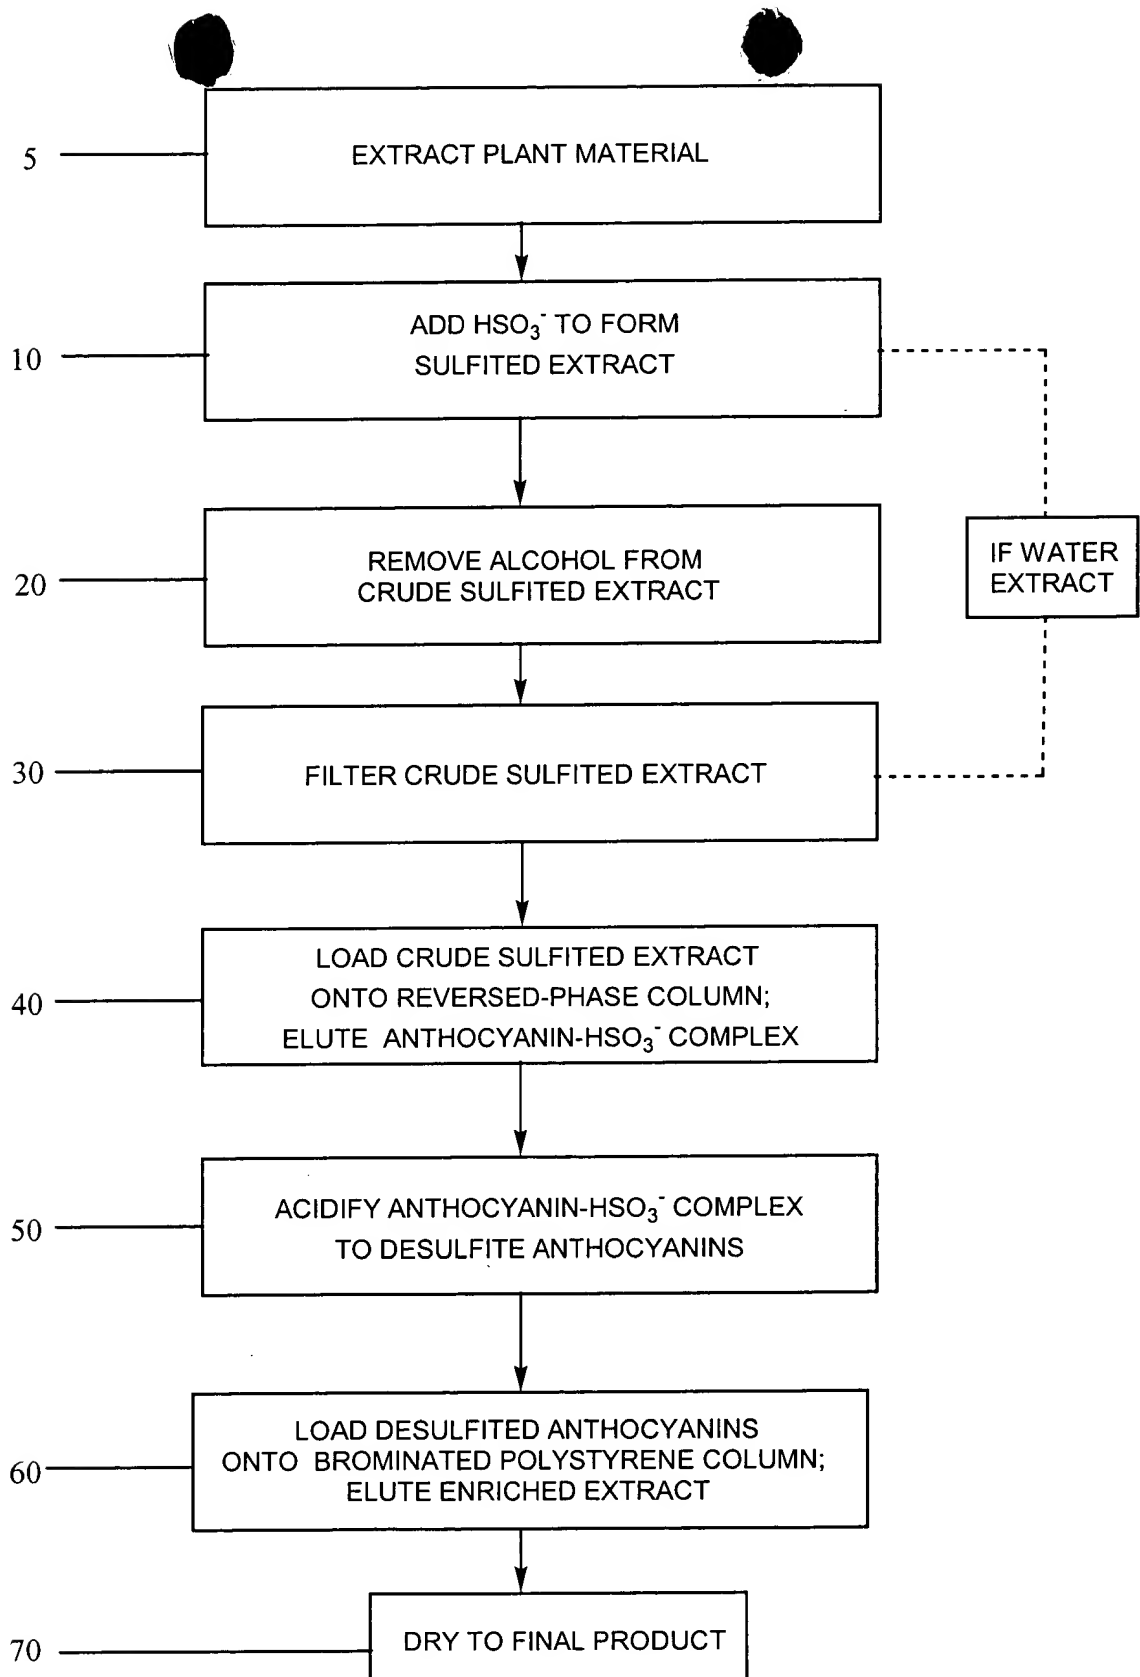 5
EXTRACT PLANT MATERIAL
10
ADD HSO₃⁻ TO FORM
SULFITED EXTRACT
20
REMOVE ALCOHOL FROM
CRUDE SULFITED EXTRACT
IF WATER
EXTRACT
30
FILTER CRUDE SULFITED EXTRACT
40
LOAD CRUDE SULFITED EXTRACT
ONTO REVERSED-PHASE COLUMN;
ELUTE ANTHOCYANIN-HSO₃⁻ COMPLEX
50
ACIDIFY ANTHOCYANIN-HSO₃⁻ COMPLEX
TO DESULFITE ANTHOCYANINS
60
LOAD DESULFITED ANTHOCYANINS
ONTO BROMINATED POLYSTYRENE COLUMN;
ELUTE ENRICHED EXTRACT
70
DRY TO FINAL PRODUCT